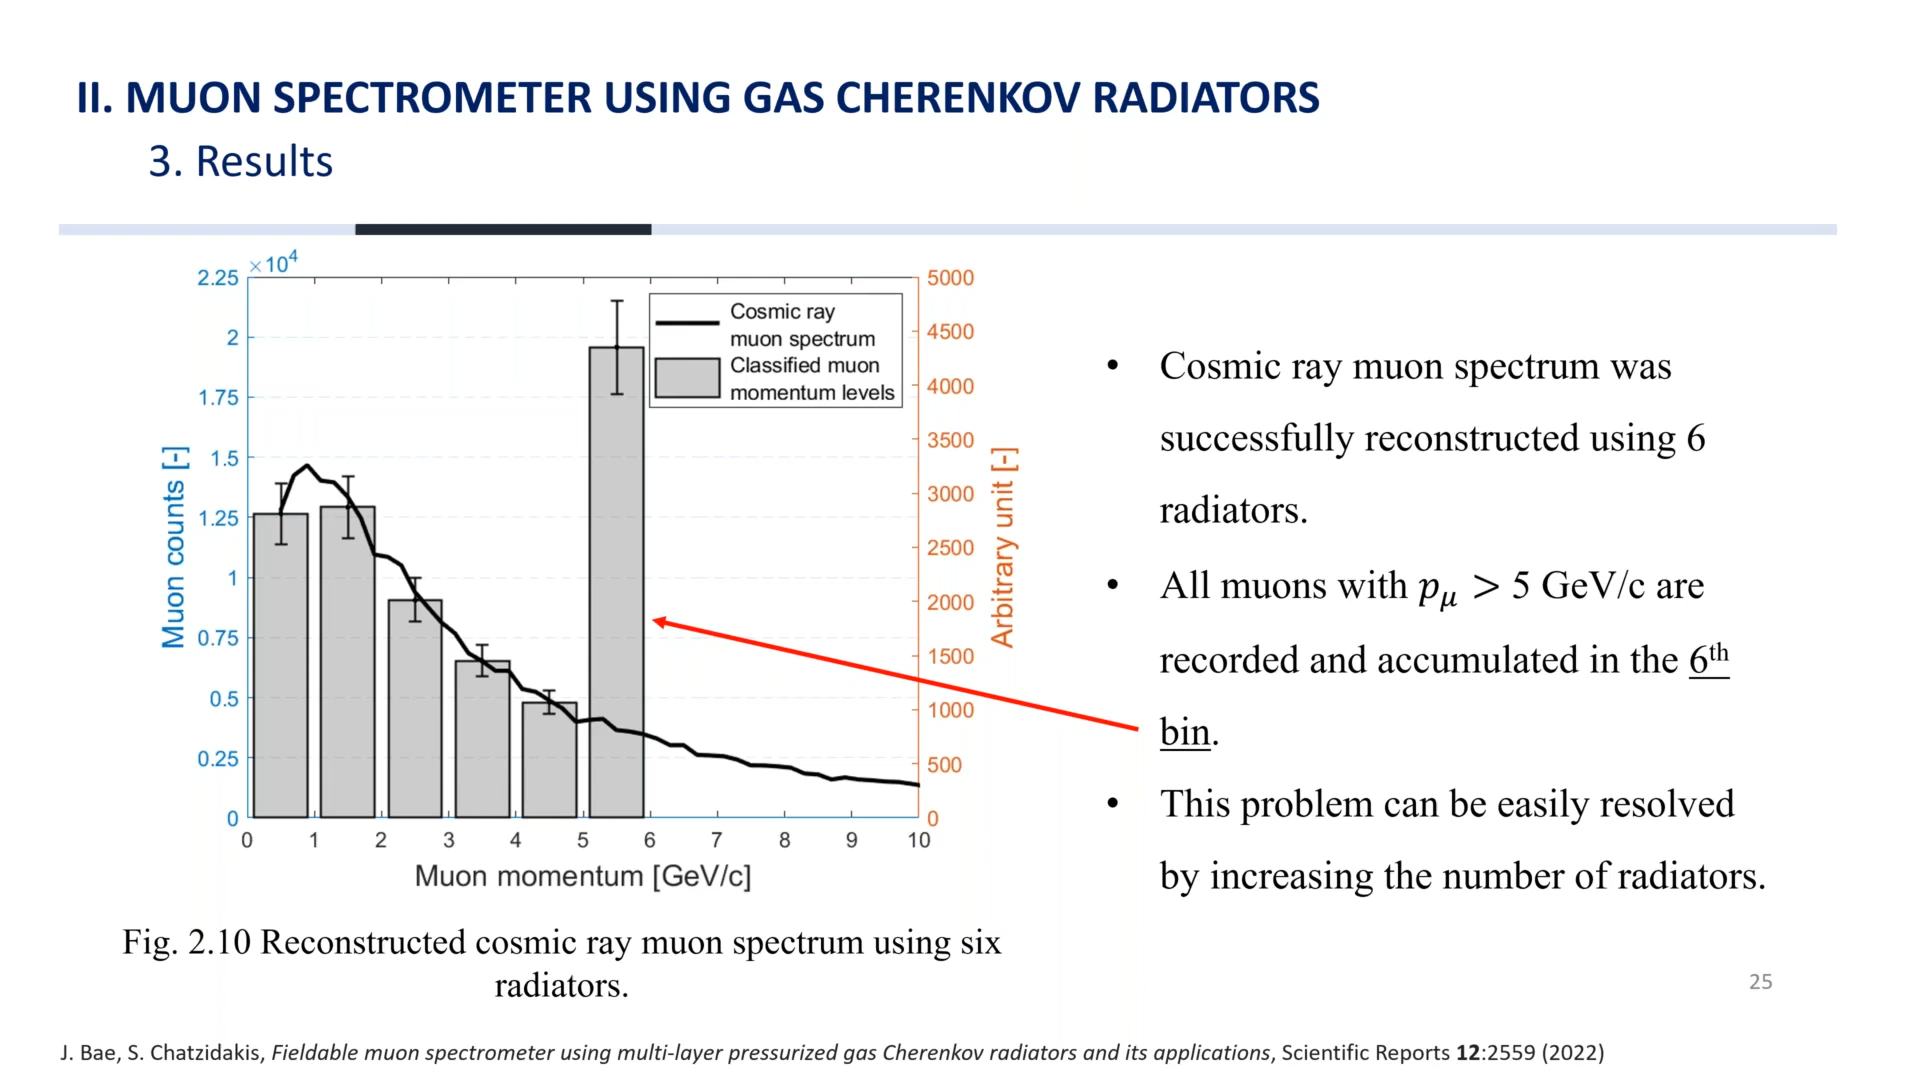 II. MUON SPECTROMETER USING GAS CHERENKOV RADIATORS
3. Results
×10⁴
2.25
2
1.75
1.5
1.25
1
0.75
0.5
0.25
0
Muon counts [-]
5000
4500
4000
3500
3000
2500
2000
1500
1000
500
0
Arbitrary unit [-]
Cosmic ray
muon spectrum
Classified muon
momentum levels
0 1 2 3 4 5 6 7 8 9 10
Muon momentum [GeV/c]
Fig. 2.10 Reconstructed cosmic ray muon spectrum using six
radiators.
• Cosmic ray muon spectrum was
successfully reconstructed using 6
radiators.
• All muons with pμ > 5 GeV/c are
recorded and accumulated in the 6th
bin.
• This problem can be easily resolved
by increasing the number of radiators.
25
J. Bae, S. Chatzidakis, Fieldable muon spectrometer using multi-layer pressurized gas Cherenkov radiators and its applications, Scientific Reports 12:2559 (2022)